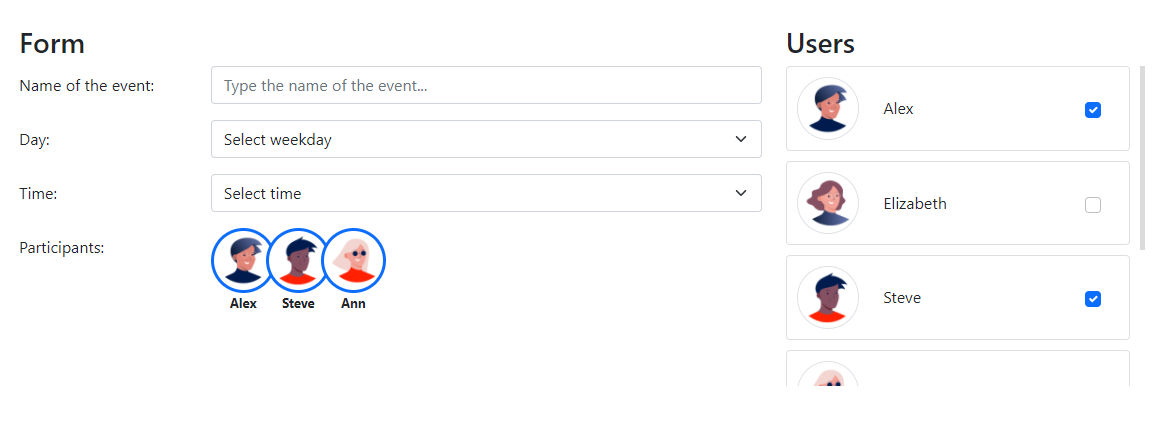 Form
Name of the event:
Type the name of the event...
Day:
Select weekday
Time:
Select time
Participants:
Alex
Steve
Ann
Users
Alex
Elizabeth
Steve